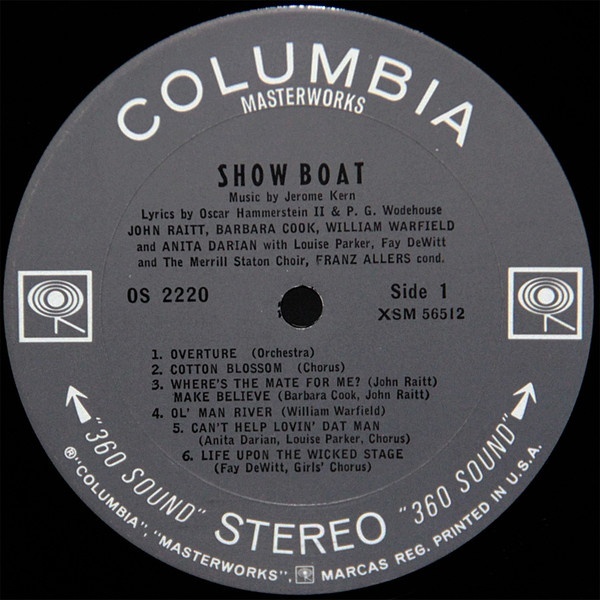 COLUMBIA
MASTERWORKS
SHOW BOAT
Music by Jerome Kern
Lyrics by Oscar Hammerstein II & P. G. Wodehouse
JOHN RAITT, BARBARA COOK, WILLIAM WARFIELD
and ANITA DARIAN with Louise Parker, Fay DeWitt
and The Merrill Staton Choir, FRANZ ALLERS cond.
OS 2220
Side 1
XSM 56512
1. OVERTURE (Orchestra)
2. COTTON BLOSSOM (Chorus)
3. WHERE'S THE MATE FOR ME? (John Raitt)
MAKE BELIEVE (Barbara Cook, John Raitt)
4. OL' MAN RIVER (William Warfield)
5. CAN'T HELP LOVIN' DAT MAN
(Anita Darian, Louise Parker, Chorus)
6. LIFE UPON THE WICKED STAGE
(Fay DeWitt, Girls' Chorus)
"360 SOUND" STEREO "360 SOUND"
®"COLUMBIA", "MASTERWORKS", MARCAS REG. PRINTED IN U.S.A.